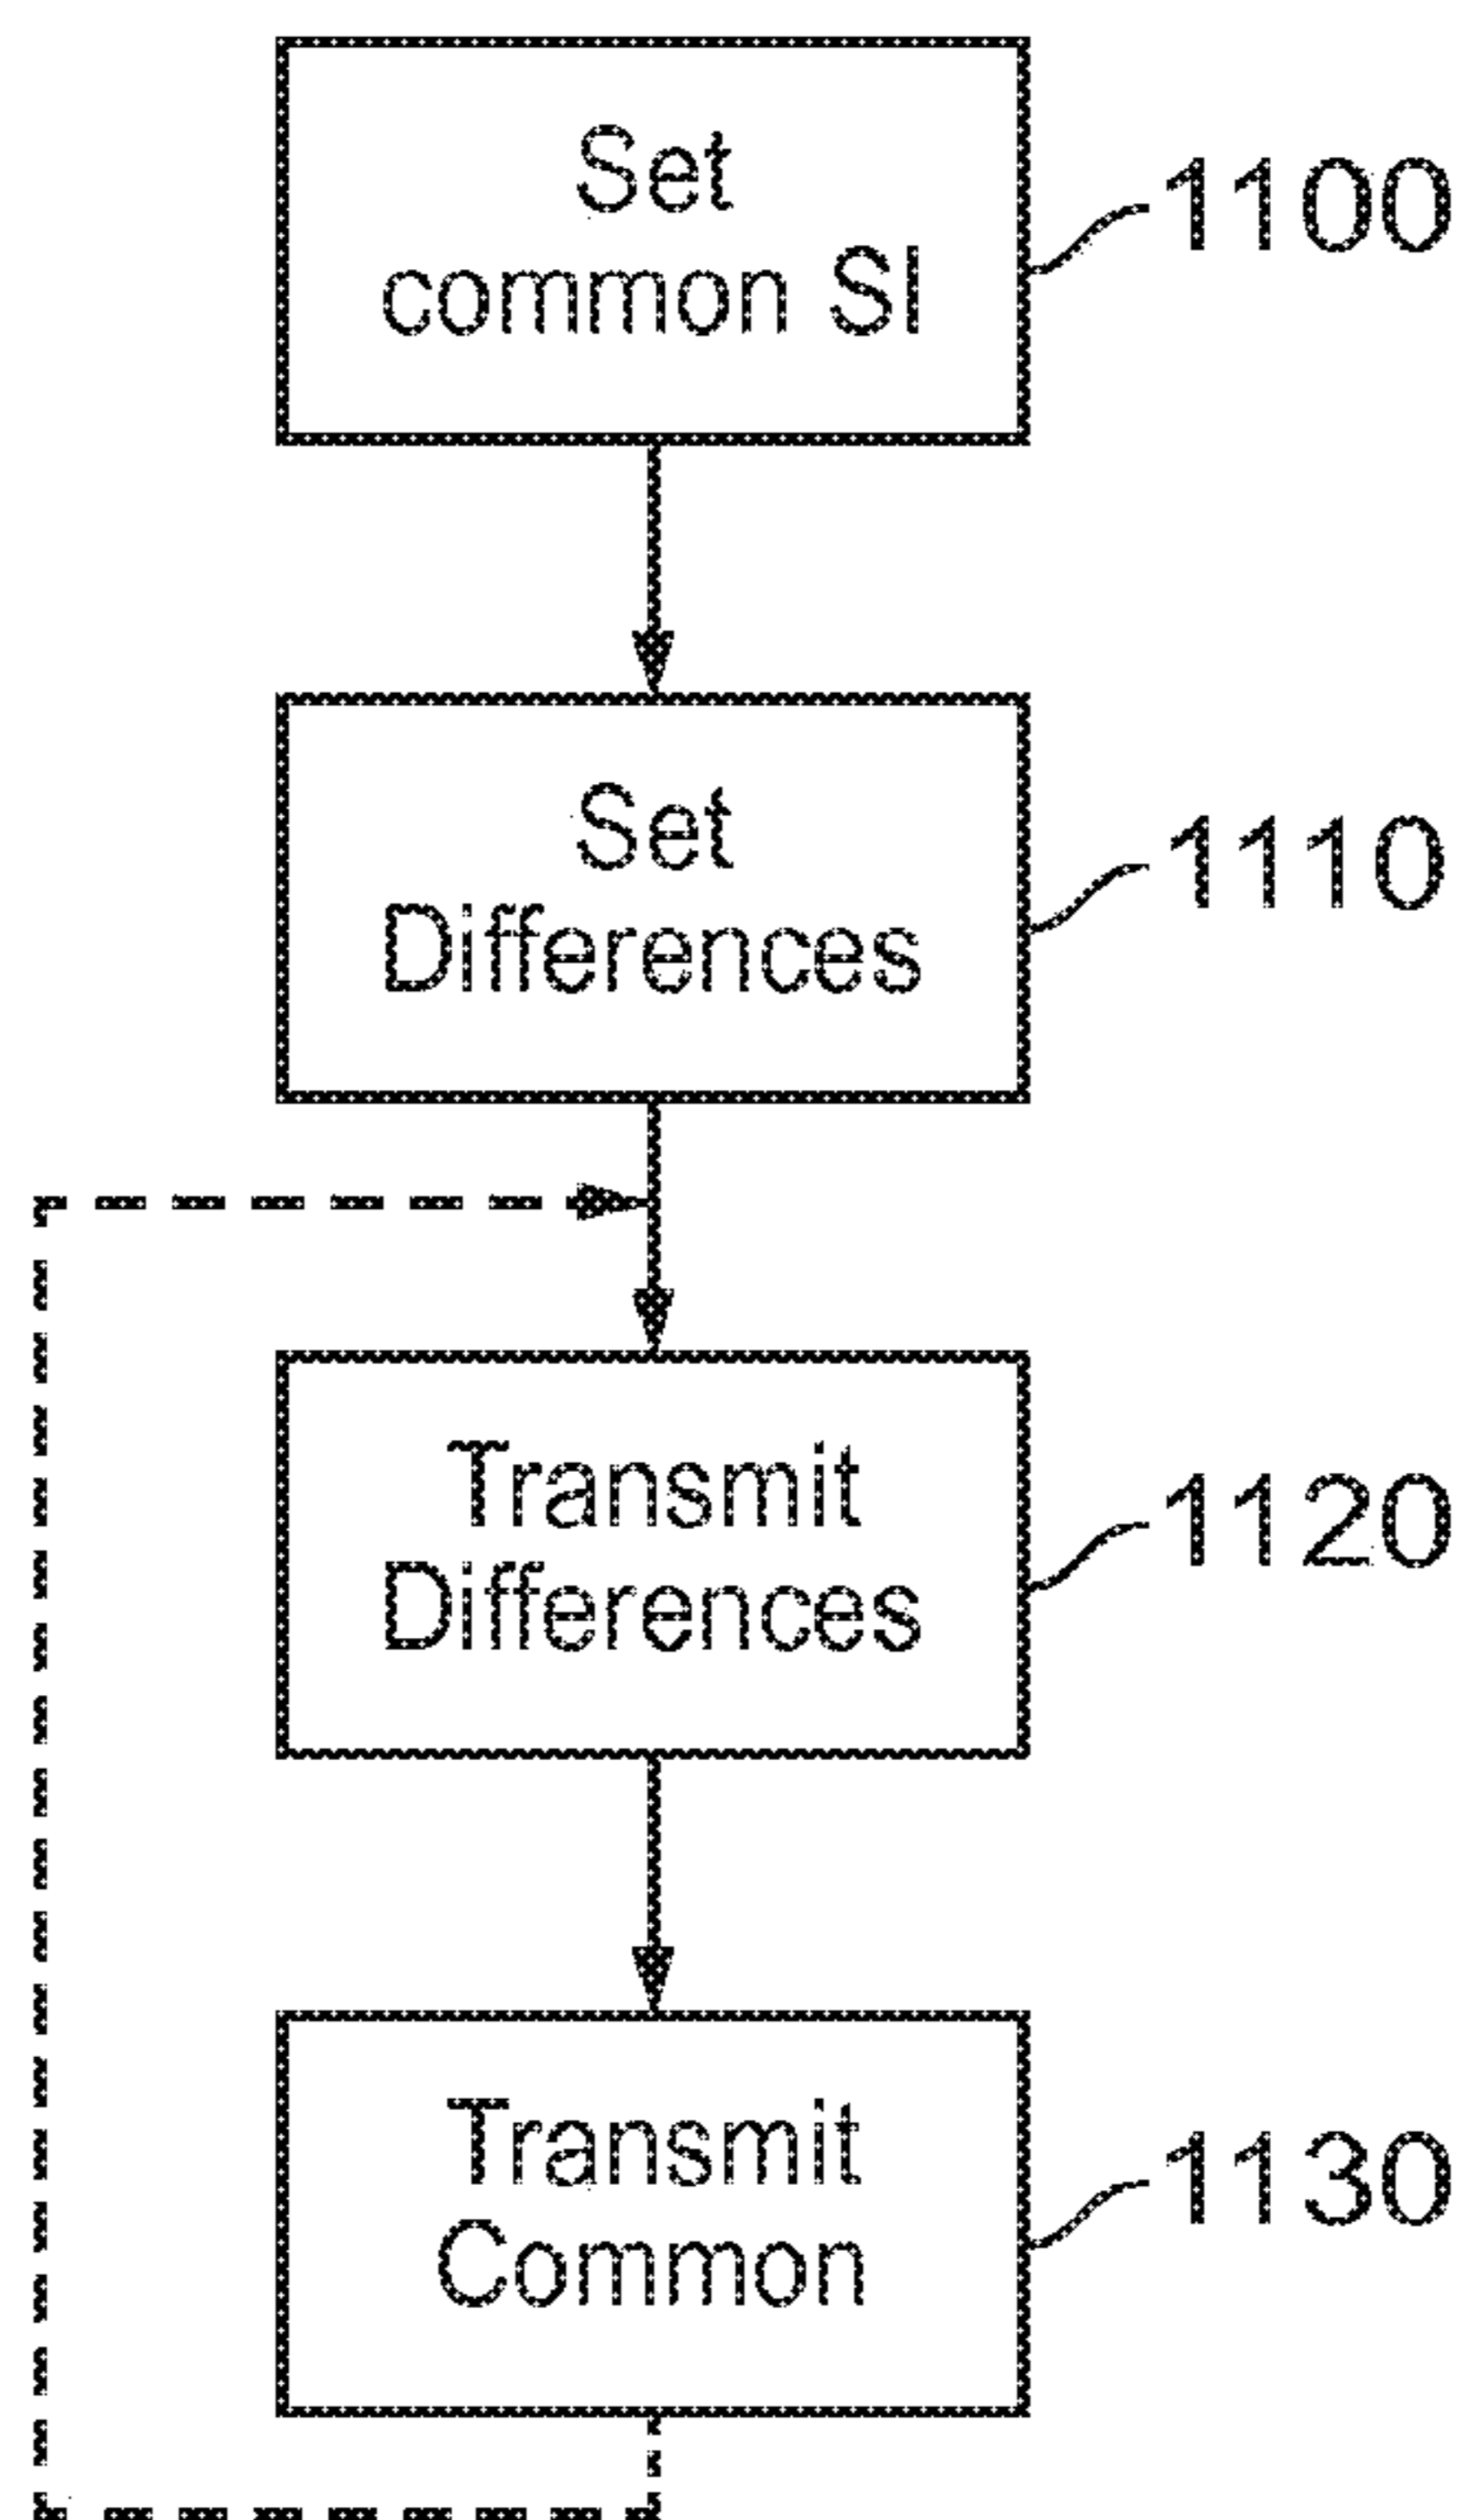 Set
common SI
1100
Set
Differences
1110
Transmit
Differences
1120
Transmit
Common
1130